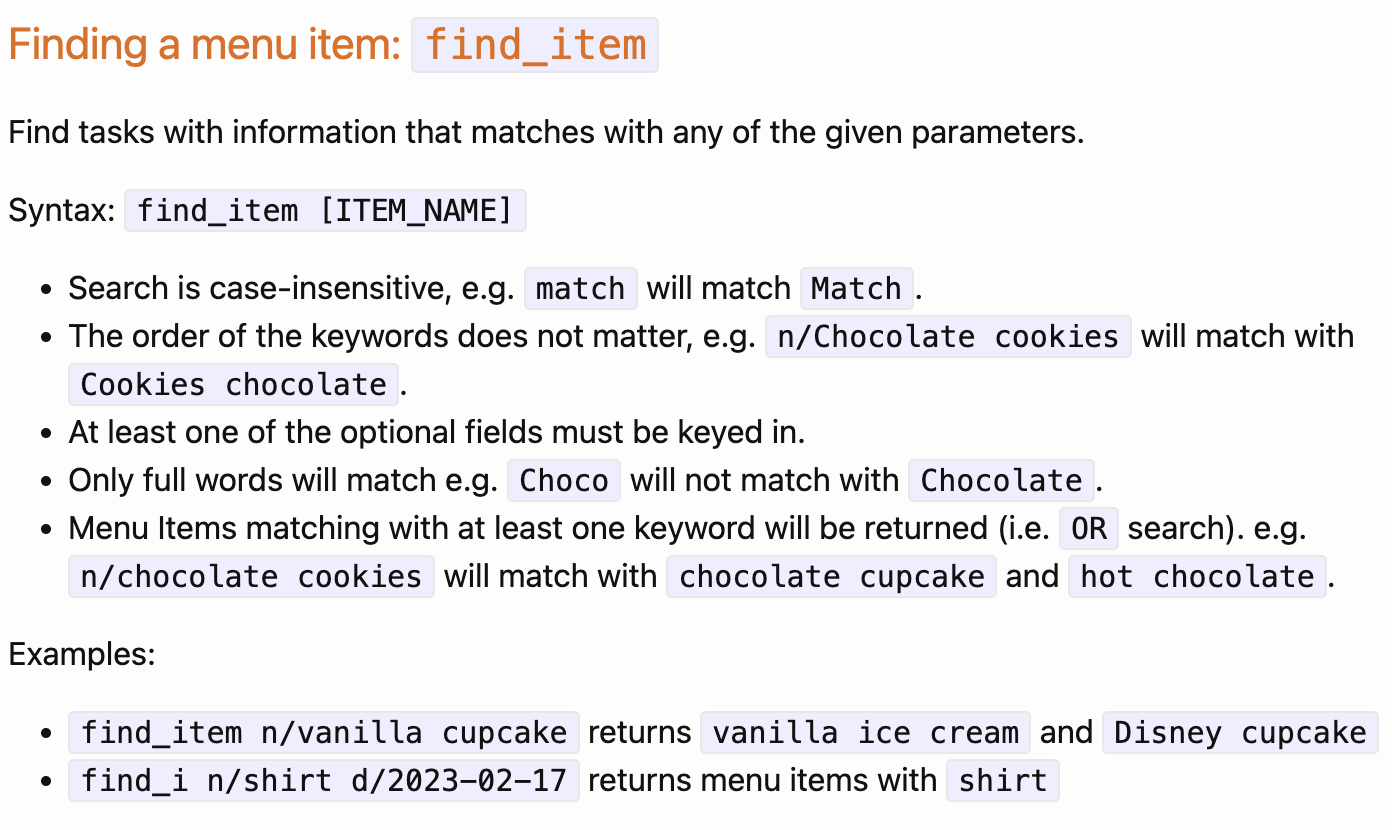 Finding a menu item: find_item
Find tasks with information that matches with any of the given parameters.
Syntax: find_item [ITEM_NAME]
• Search is case-insensitive, e.g. match will match Match.
• The order of the keywords does not matter, e.g. n/Chocolate cookies will match with
Cookies chocolate.
• At least one of the optional fields must be keyed in.
• Only full words will match e.g. Choco will not match with Chocolate.
• Menu Items matching with at least one keyword will be returned (i.e. OR search). e.g.
n/chocolate cookies will match with chocolate cupcake and hot chocolate.
Examples:
• find_item n/vanilla cupcake returns vanilla ice cream and Disney cupcake
• find_i n/shirt d/2023-02-17 returns menu items with shirt